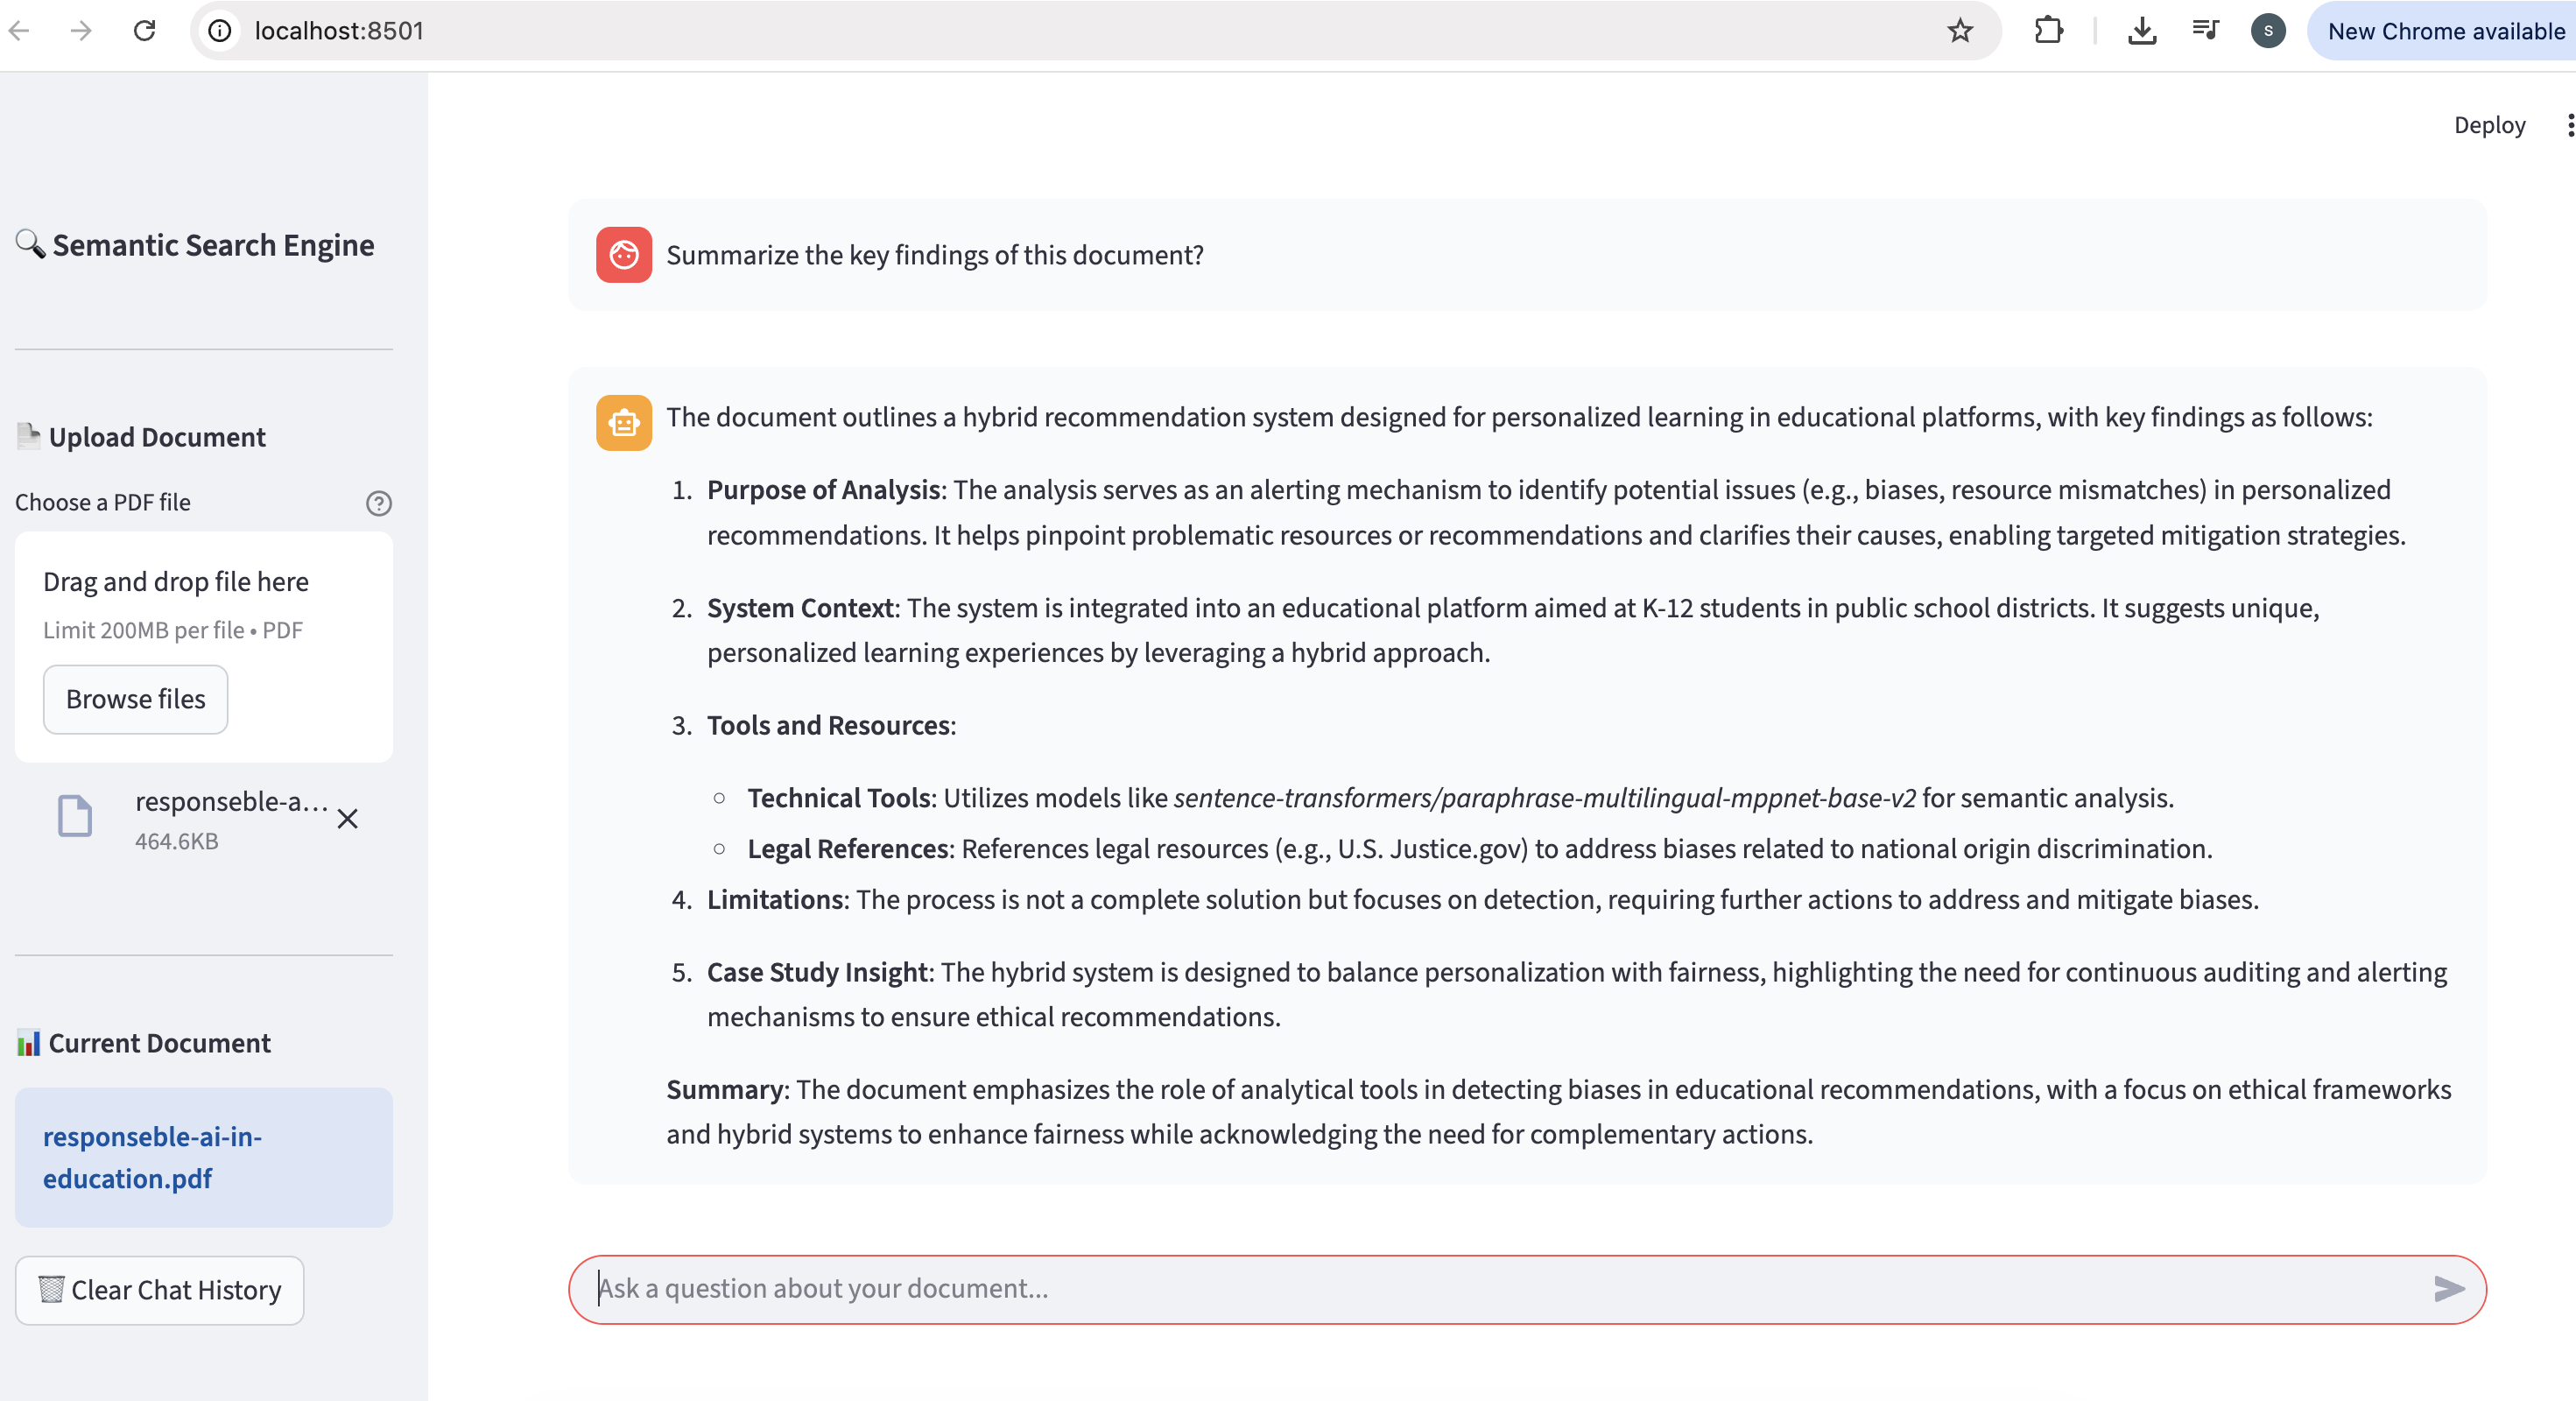 localhost:8501
S
New Chrome available
Deploy
🔍 Semantic Search Engine
📄 Upload Document
Choose a PDF file
?
Drag and drop file here
Limit 200MB per file • PDF
Browse files
responseble-a...
464.6KB
📊 Current Document
responseble-ai-in-
education.pdf
🗑️ Clear Chat History
Summarize the key findings of this document?
The document outlines a hybrid recommendation system designed for personalized learning in educational platforms, with key findings as follows:
1. Purpose of Analysis: The analysis serves as an alerting mechanism to identify potential issues (e.g., biases, resource mismatches) in personalized
recommendations. It helps pinpoint problematic resources or recommendations and clarifies their causes, enabling targeted mitigation strategies.
2. System Context: The system is integrated into an educational platform aimed at K-12 students in public school districts. It suggests unique,
personalized learning experiences by leveraging a hybrid approach.
3. Tools and Resources:
○ Technical Tools: Utilizes models like sentence-transformers/paraphrase-multilingual-mppnet-base-v2 for semantic analysis.
○ Legal References: References legal resources (e.g., U.S. Justice.gov) to address biases related to national origin discrimination.
4. Limitations: The process is not a complete solution but focuses on detection, requiring further actions to address and mitigate biases.
5. Case Study Insight: The hybrid system is designed to balance personalization with fairness, highlighting the need for continuous auditing and alerting
mechanisms to ensure ethical recommendations.
Summary: The document emphasizes the role of analytical tools in detecting biases in educational recommendations, with a focus on ethical frameworks
and hybrid systems to enhance fairness while acknowledging the need for complementary actions.
Ask a question about your document...